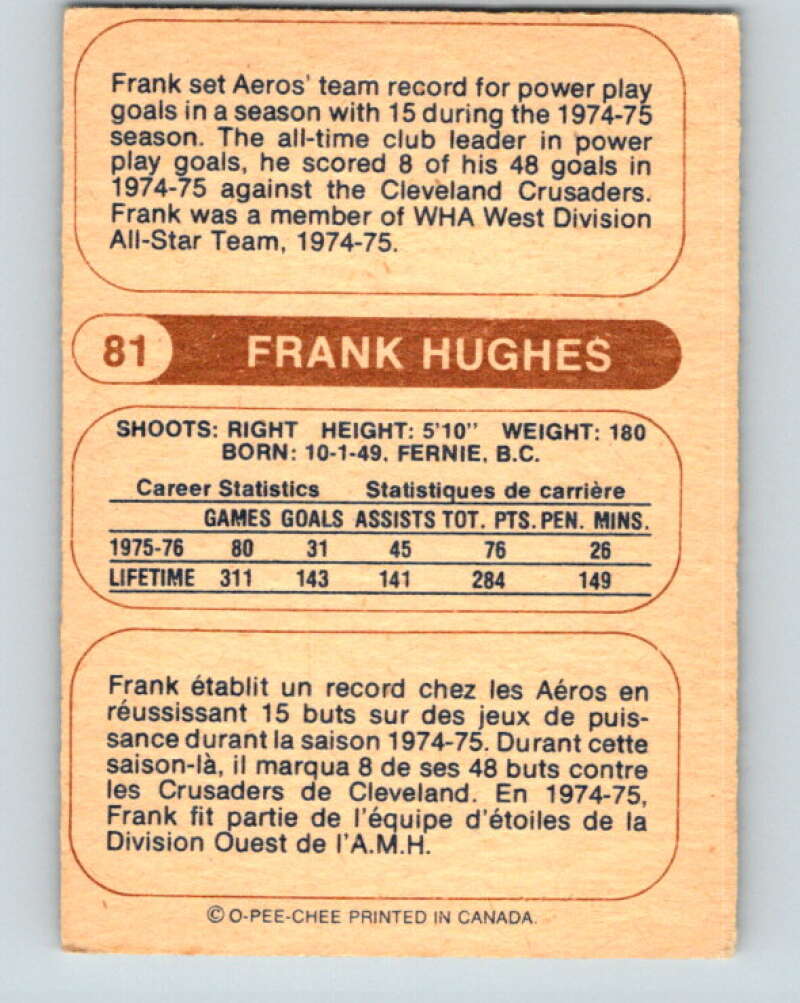 Frank set Aeros' team record for power play
goals in a season with 15 during the 1974-75
season. The all-time club leader in power
play goals, he scored 8 of his 48 goals in
1974-75 against the Cleveland Crusaders.
Frank was a member of WHA West Division
All-Star Team, 1974-75.
81 FRANK HUGHES
SHOOTS: RIGHT HEIGHT: 5'10" WEIGHT: 180
BORN: 10-1-49, FERNIE, B.C.
Career Statistics Statistiques de carrière
GAMES GOALS ASSISTS TOT. PTS. PEN. MINS.
1975-76 80 31 45 76 26
LIFETIME 311 143 141 284 149
Frank établit un record chez les Aéros en
réussissant 15 buts sur des jeux de puis-
sance durant la saison 1974-75. Durant cette
saison-là, il marqua 8 de ses 48 buts contre
les Crusaders de Cleveland. En 1974-75,
Frank fit partie de l'équipe d'étoiles de la
Division Ouest de l'A.M.H.
© O-PEE-CHEE PRINTED IN CANADA.